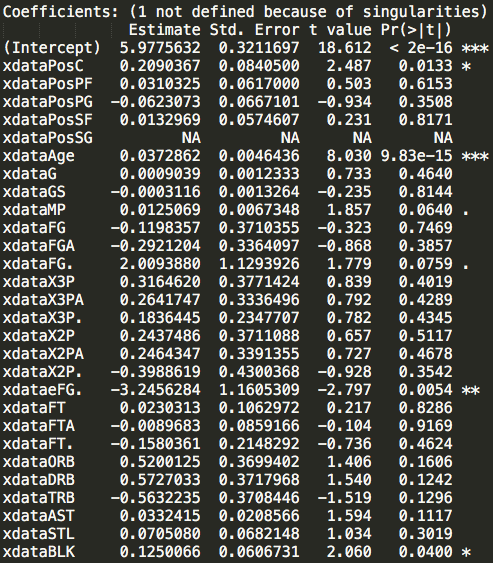 Coefficients: (1 not defined because of singularities)
Estimate Std. Error t value Pr(>|t|)
(Intercept) 5.9775632 0.3211697 18.612 < 2e-16 ***
xdataPosC 0.2090367 0.0840500 2.487 0.0133 *
xdataPosPF 0.0310325 0.0617000 0.503 0.6153
xdataPosPG -0.0623073 0.0667101 -0.934 0.3508
xdataPosSF 0.0132969 0.0574607 0.231 0.8171
xdataPosSG NA NA NA NA
xdataAge 0.0372862 0.0046436 8.030 9.83e-15 ***
xdataG 0.0009039 0.0012333 0.733 0.4640
xdataGS -0.0003116 0.0013264 -0.235 0.8144
xdataMP 0.0125069 0.0067348 1.857 0.0640 .
xdataFG -0.1198357 0.3710355 -0.323 0.7469
xdataFGA -0.2921204 0.3364097 -0.868 0.3857
xdataFG. 2.0093880 1.1293926 1.779 0.0759 .
xdataX3P 0.3164620 0.3771424 0.839 0.4019
xdataX3PA 0.2641747 0.3336496 0.792 0.4289
xdataX3P. 0.1836445 0.2347707 0.782 0.4345
xdataX2P 0.2437486 0.3711088 0.657 0.5117
xdataX2PA 0.2464347 0.3391355 0.727 0.4678
xdataX2P. -0.3988619 0.4300368 -0.928 0.3542
xdataeFG. -3.2456284 1.1605309 -2.797 0.0054 **
xdataFT 0.0230313 0.1062972 0.217 0.8286
xdataFTA -0.0089683 0.0859166 -0.104 0.9169
xdataFT. -0.1580361 0.2148292 -0.736 0.4624
xdataORB 0.5200125 0.3699402 1.406 0.1606
xdataDRB 0.5727033 0.3717968 1.540 0.1242
xdataTRB -0.5632235 0.3708446 -1.519 0.1296
xdataAST 0.0332415 0.0208566 1.594 0.1117
xdataSTL 0.0705080 0.0682148 1.034 0.3019
xdataBLK 0.1250066 0.0606731 2.060 0.0400 *